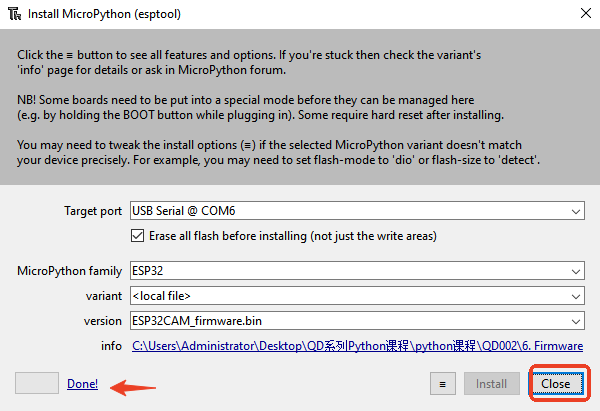 Install MicroPython (esptool)
Click the ≡ button to see all features and options. If you're stuck then check the variant's
'info' page for details or ask in MicroPython forum.
NB! Some boards need to be put into a special mode before they can be managed here
(e.g. by holding the BOOT button while plugging in). Some require hard reset after installing.
You may need to tweak the install options (≡) if the selected MicroPython variant doesn't match
your device precisely. For example, you may need to set flash-mode to 'dio' or flash-size to 'detect'.
Target port USB Serial @ COM6
Erase all flash before installing (not just the write areas)
MicroPython family ESP32
variant <local file>
version ESP32CAM_firmware.bin
info C:\Users\Administrator\Desktop\QD系列Python课程\python课程\QD002\6. Firmware
Done! ≡ Install Close